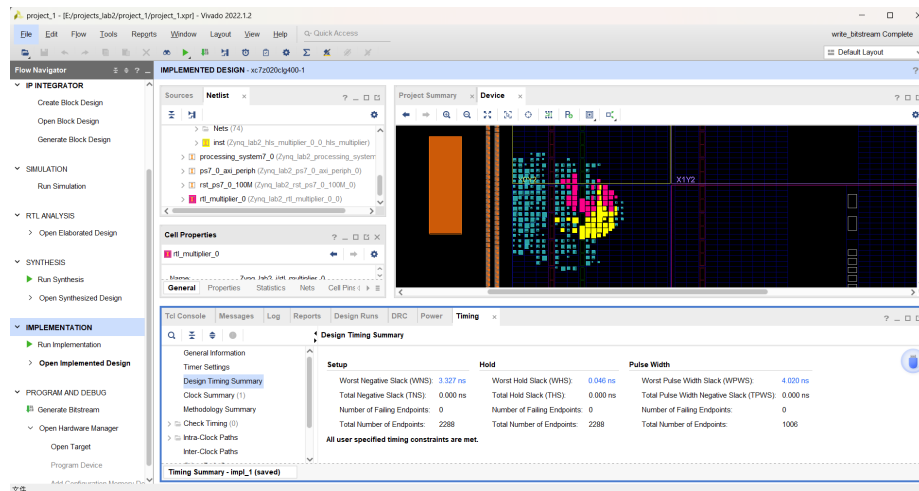 project_1 - [E:/projects_lab2/project_1/project_1.xpr] - Vivado 2022.1.2
File Edit Flow Tools Reports Window Layout View Help Quick Access
write_bitstream Complete
Default Layout
Flow Navigator
IMPLEMENTED DESIGN - xc7z020clg400-1
IP INTEGRATOR
Create Block Design
Open Block Design
Generate Block Design
SIMULATION
Run Simulation
RTL ANALYSIS
Open Elaborated Design
SYNTHESIS
Run Synthesis
Open Synthesized Design
IMPLEMENTATION
Run Implementation
Open Implemented Design
PROGRAM AND DEBUG
Generate Bitstream
Open Hardware Manager
Open Target
Program Device
Sources Netlist
Nets (74)
inst (Zynq_lab2_hls_multiplier_0_0_hls_multiplier)
processing_system7_0 (Zynq_lab2_processing_system
ps7_0_axi_periph (Zynq_lab2_ps7_0_axi_periph_0)
rst_ps7_0_100M (Zynq_lab2_rst_ps7_0_100M_0)
rtl_multiplier_0 (Zynq_lab2_rtl_multiplier_0_0)
Cell Properties
rtl_multiplier_0
General Properties Statistics Nets Cell Pins
Project Summary Device
X1Y2
Tcl Console Messages Log Reports Design Runs DRC Power Timing
General Information
Timer Settings
Design Timing Summary
Clock Summary (1)
Methodology Summary
Check Timing (0)
Intra-Clock Paths
Inter-Clock Paths
Design Timing Summary
Setup Hold Pulse Width
Worst Negative Slack (WNS): 3.327 ns Worst Hold Slack (WHS): 0.046 ns Worst Pulse Width Slack (WPWS): 4.020 ns
Total Negative Slack (TNS): 0.000 ns Total Hold Slack (THS): 0.000 ns Total Pulse Width Negative Slack (TPWS): 0.000 ns
Number of Failing Endpoints: 0 Number of Failing Endpoints: 0 Number of Failing Endpoints: 0
Total Number of Endpoints: 2288 Total Number of Endpoints: 2288 Total Number of Endpoints: 1006
All user specified timing constraints are met.
Timing Summary - impl_1 (saved)